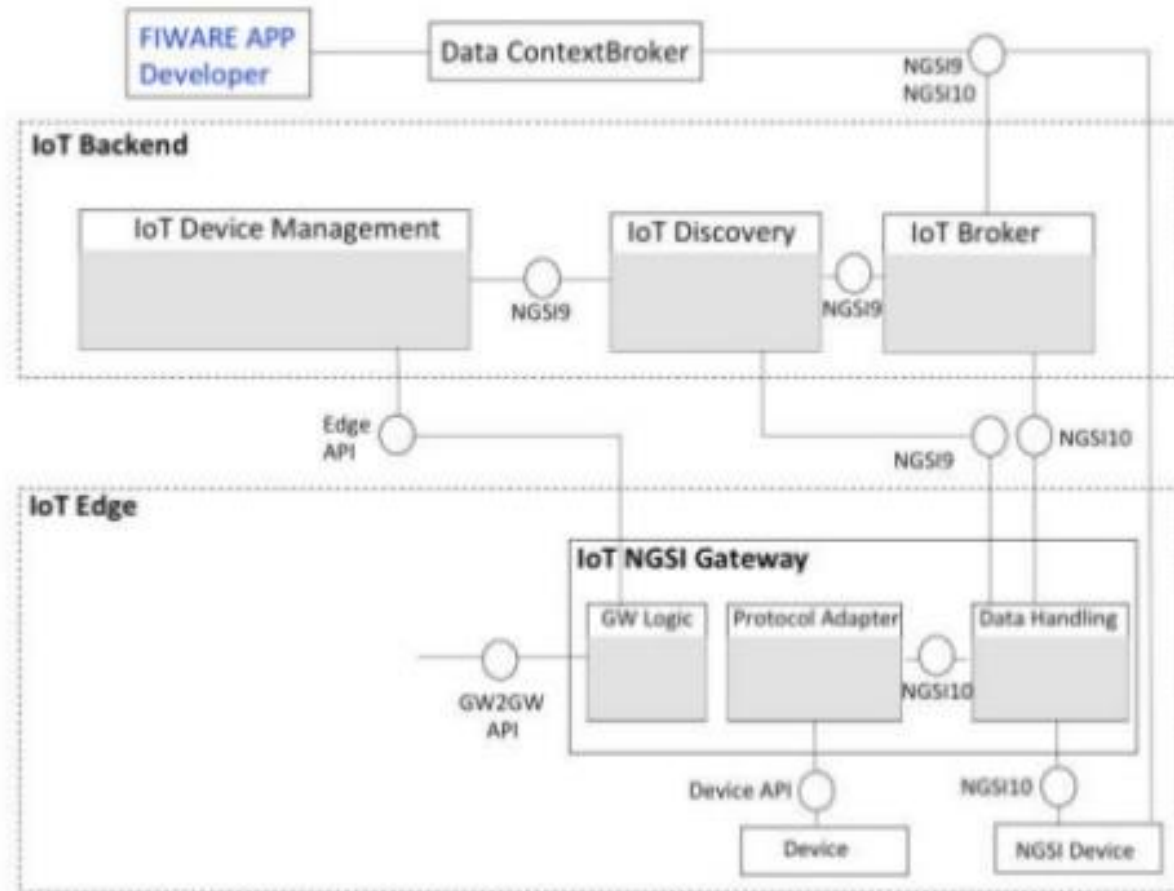 FIWARE APP
Developer
Data ContextBroker
NGSI9
NGSI10
IoT Backend
IoT Device Management
IoT Discovery
IoT Broker
NGSI9
NGSI9
Edge
API
NGSI9
NGSI10
IoT Edge
IoT NGSI Gateway
GW Logic
Protocol Adapter
Data Handling
NGSI10
GW2GW
API
Device API
NGSI10
Device
NGSI Device